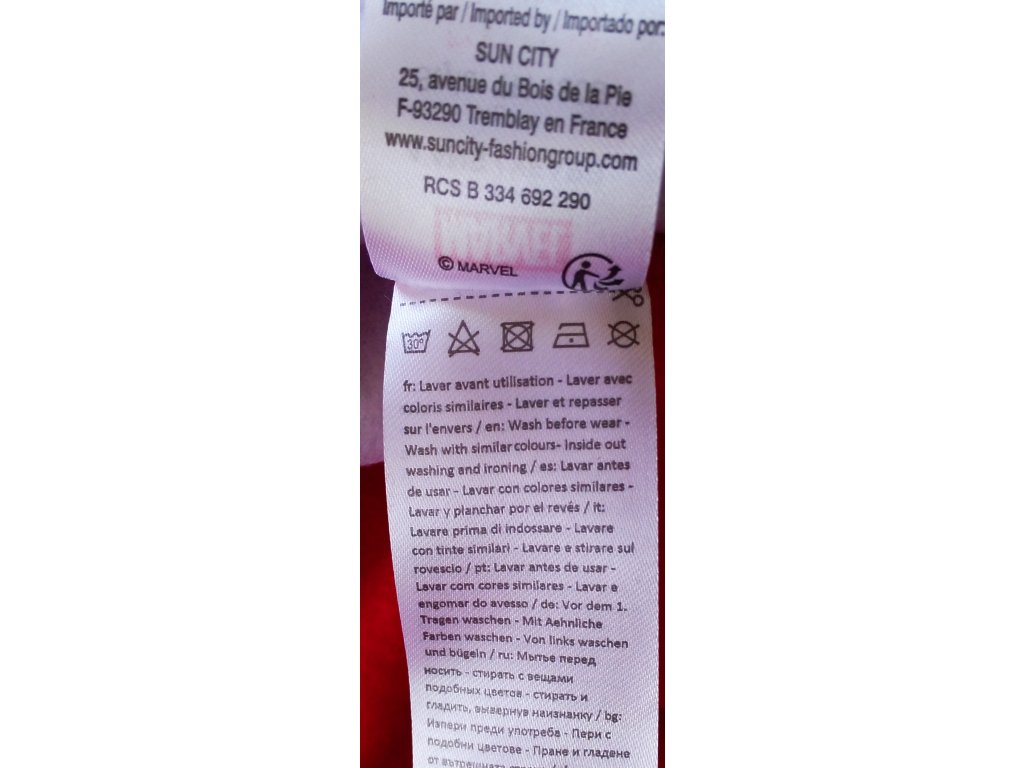 Importé par / Imported by / Importado por:
SUN CITY
25, avenue du Bois de la Pie
F-93290 Tremblay en France
www.suncity-fashiongroup.com
RCS B 334 692 290
© MARVEL
30°
fr: Laver avant utilisation - Laver avec
coloris similaires - Laver et repasser
sur l'envers / en: Wash before wear -
Wash with similar colours- Inside out
washing and ironing / es: Lavar antes
de usar - Lavar con colores similares -
Lavar y planchar por el revés / it:
Lavare prima di indossare - Lavare
con tinte similari - Lavare e stirare sul
rovescio / pt: Lavar antes de usar -
Lavar com cores similares - Lavar e
engomar do avesso / de: Vor dem 1.
Tragen waschen - Mit Aehnliche
Farben waschen - Von links waschen
und bügeln / ru: Мытье перед
носить - стирать с вещами
подобных цветов - стирать и
гладить, вывернув наизнанку / bg:
Изпери преди употреба - Пери с
подобни цветове - Пране и гладене
от вътрешната